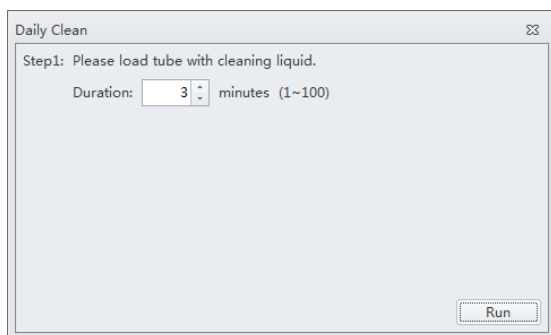 Daily Clean
Step1: Please load tube with cleaning liquid.
Duration: 3 minutes (1~100)
Run